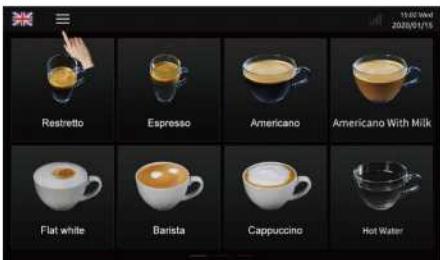 15:02 Wed
2020/01/15
Restretto
Espresso
Americano
Americano With Milk
Flat white
Barista
Cappuccino
Hot Water